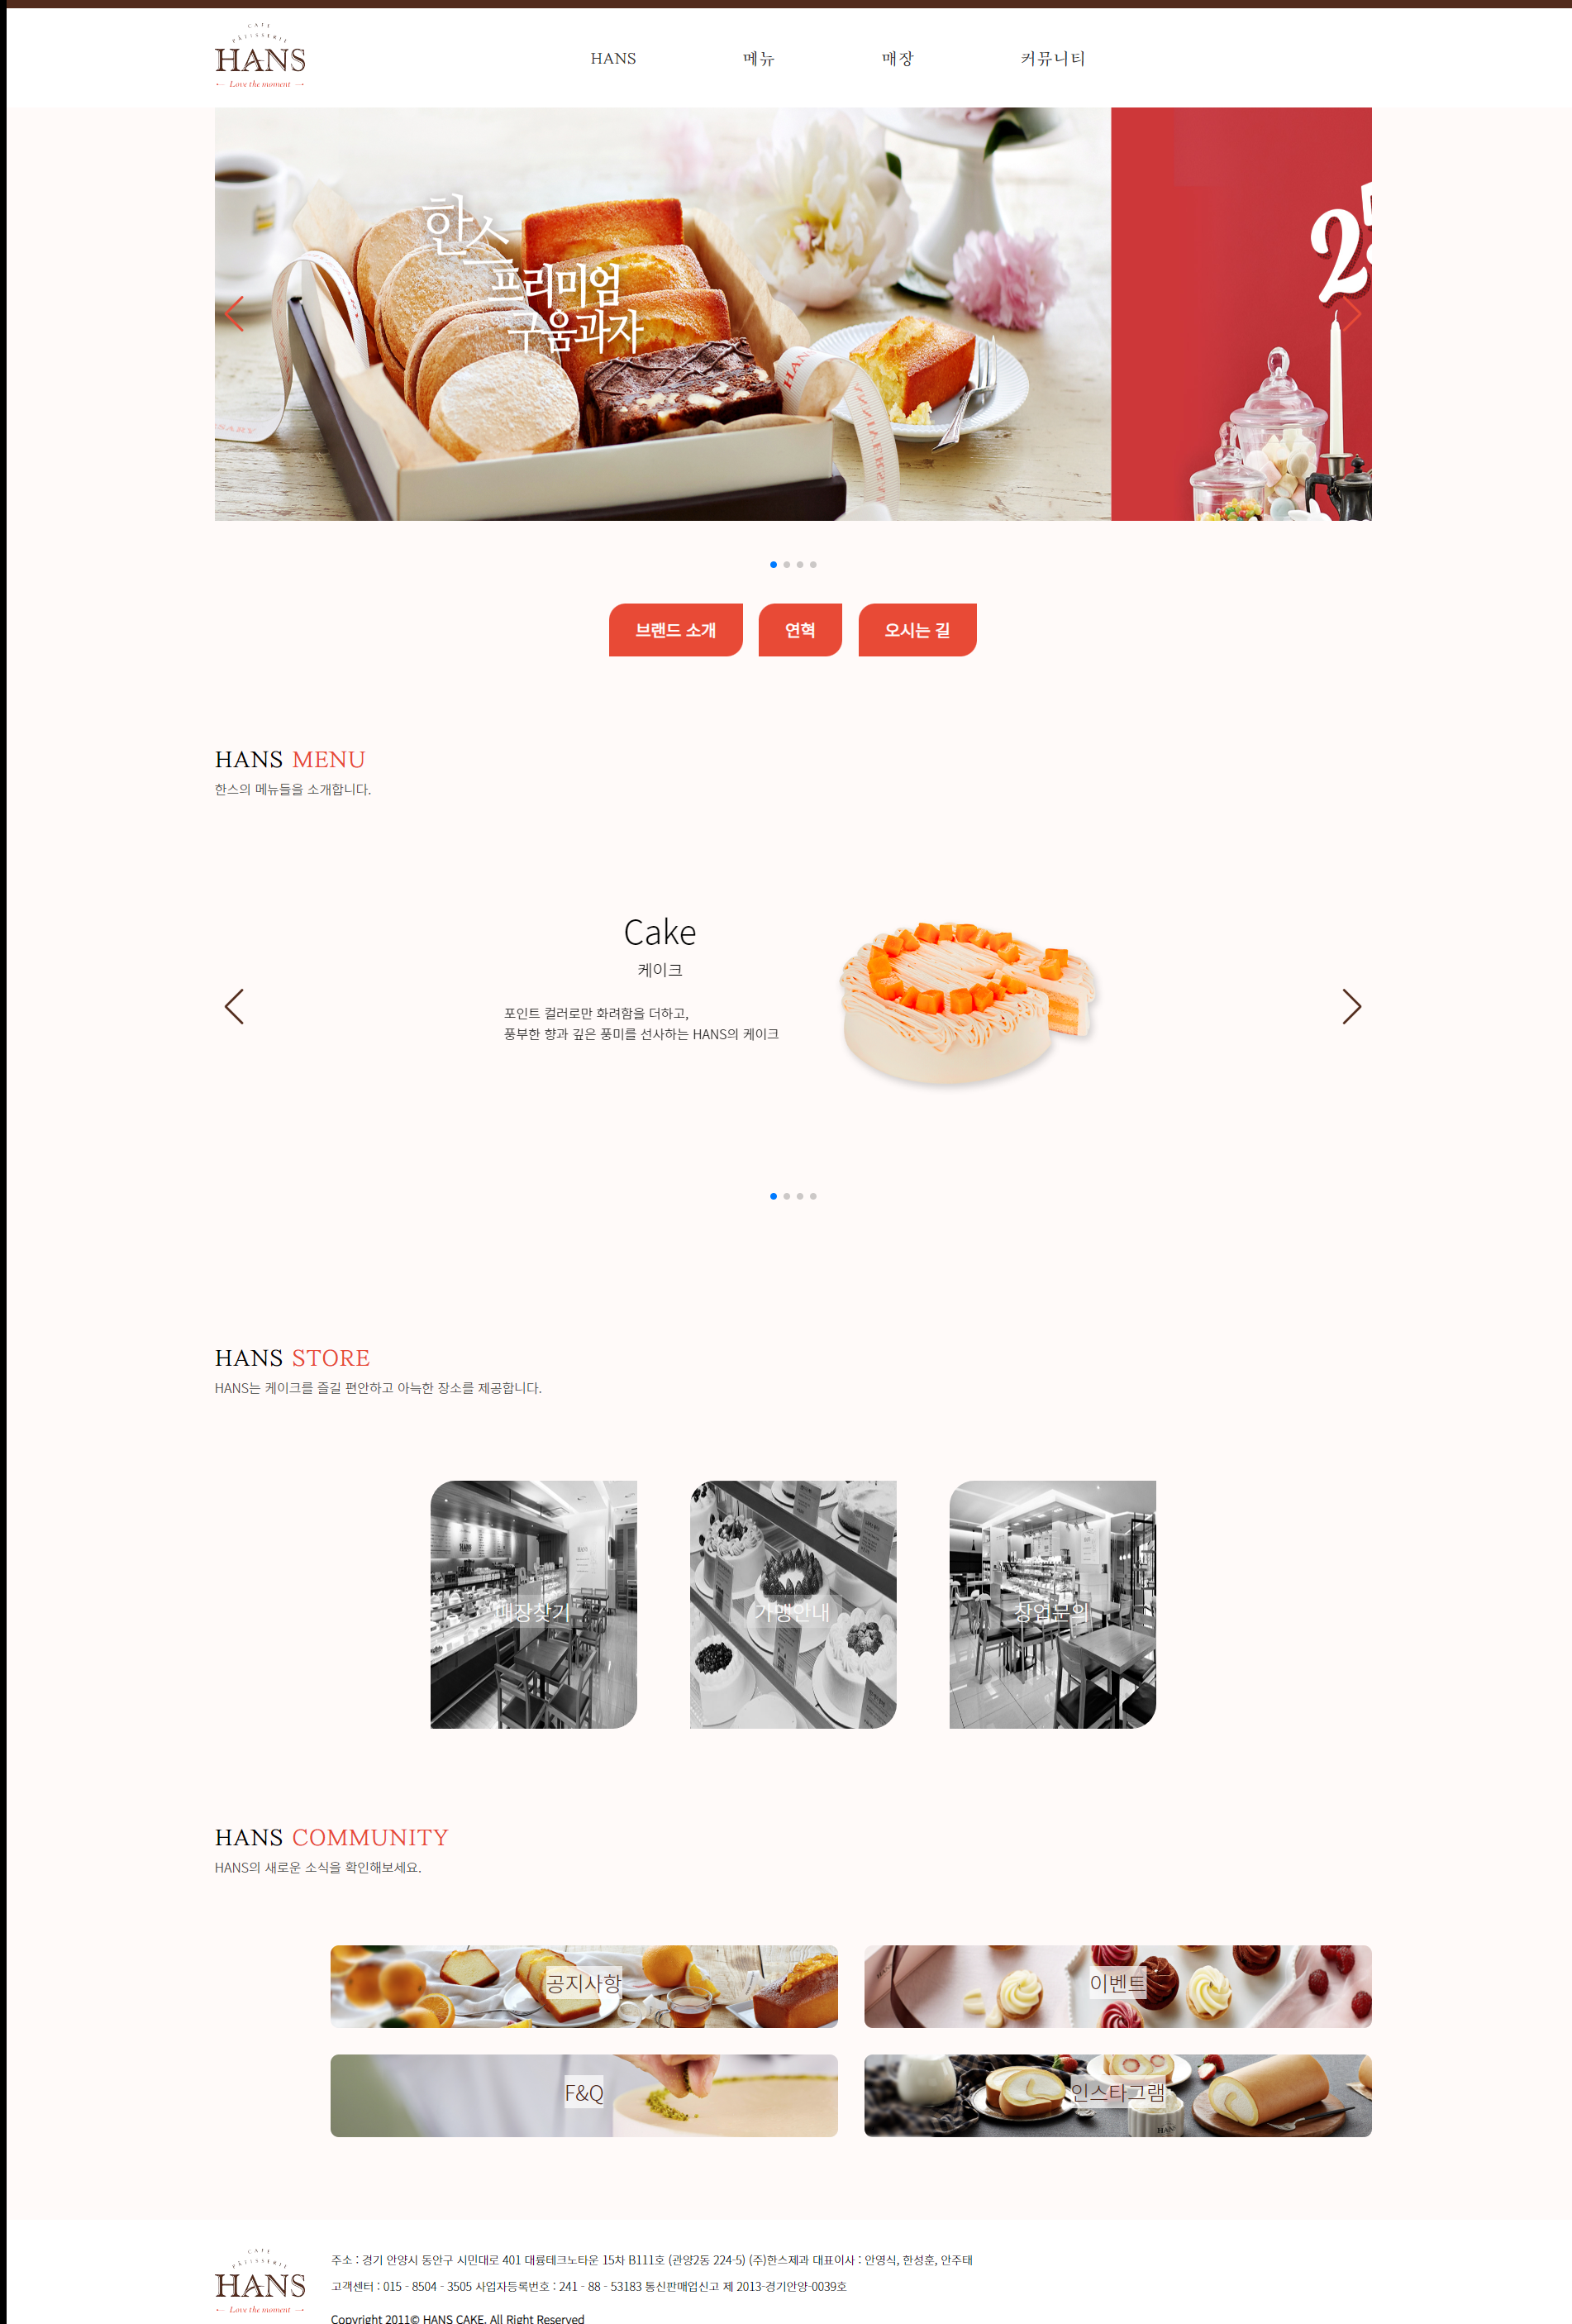 CAFE
PÂTISSERIE
HANS
Love the moment
HANS 메뉴 매장 커뮤니티
한스
프리미엄
구움과자
HANS
ANNIVERSARY
브랜드 소개
연혁
오시는 길
HANS MENU
한스의 메뉴들을 소개합니다.
Cake
케이크
포인트 컬러로만 화려함을 더하고,
풍부한 향과 깊은 풍미를 선사하는 HANS의 케이크
HANS STORE
HANS는 케이크를 즐길 편안하고 아늑한 장소를 제공합니다.
매장찾기
가맹안내
창업문의
HANS COMMUNITY
HANS의 새로운 소식을 확인해보세요.
공지사항
이벤트
F&Q
인스타그램
CAFE
PÂTISSERIE
HANS
Love the moment
주소 : 경기 안양시 동안구 시민대로 401 대륭테크노타운 15차 B111호 (관양2동 224-5) (주)한스제과 대표이사 : 안영식, 한성훈, 안주태
고객센터 : 015 - 8504 - 3505 사업자등록번호 : 241 - 88 - 53183 통신판매업신고 제 2013-경기안양-0039호
Copyright 2011© HANS CAKE. All Right Reserved